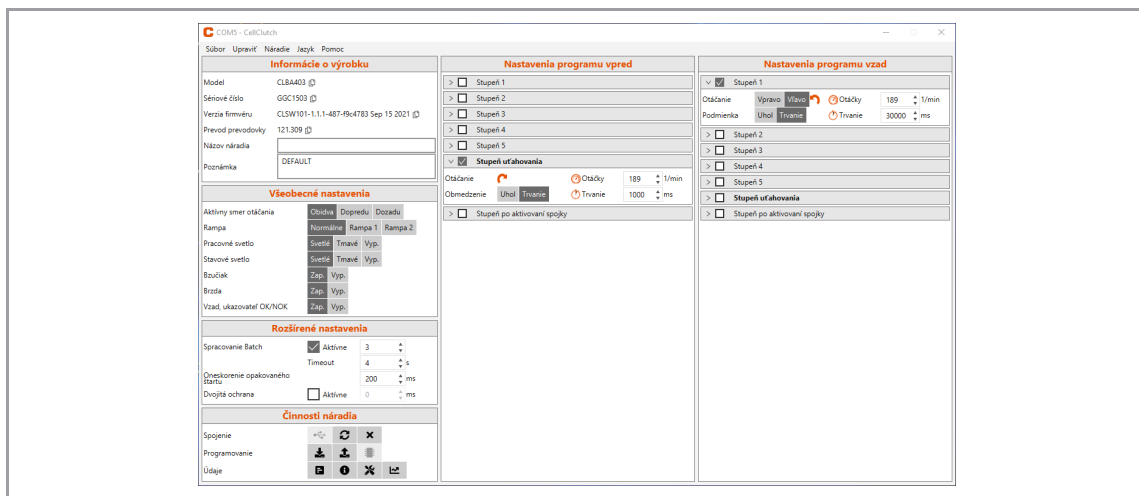 COM5 - CellClutch
Súbor Upraviť Náradie Jazyk Pomoc
Informácie o výrobku
Model CLBA403
Sériové číslo GGC1503
Verzia firmvéru CLSW101-1.1.1-487-f9c4783 Sep 15 2021
Prevod prevodovky 121.309
Názov náradia
Poznámka DEFAULT
Všeobecné nastavenia
Aktívny smer otáčania Obidva Dopredu Dozadu
Rampa Normálne Rampa 1 Rampa 2
Pracovné svetlo Svetlé Tmavé Vyp.
Stavové svetlo Svetlé Tmavé Vyp.
Bzučiak Zap. Vyp.
Brzda Zap. Vyp.
Vzad, ukazovateľ OK/NOK Zap. Vyp.
Rozšírené nastavenia
Spracovanie Batch Aktívne 3
Timeout 4 s
Oneskorenie opakovaného
štartu 200 ms
Dvojitá ochrana Aktívne 0 ms
Činnosti náradia
Spojenie
Programovanie
Údaje
Nastavenia programu vpred
Stupeň 1
Stupeň 2
Stupeň 3
Stupeň 4
Stupeň 5
Stupeň uťahovania
Otáčanie Otáčky 189 1/min
Obmedzenie Uhol Trvanie Trvanie 1000 ms
Stupeň po aktivovaní spojky
Nastavenia programu vzad
Stupeň 1
Otáčanie Vpravo Vľavo Otáčky 189 1/min
Podmienka Uhol Trvanie Trvanie 30000 ms
Stupeň 2
Stupeň 3
Stupeň 4
Stupeň 5
Stupeň uťahovania
Stupeň po aktivovaní spojky